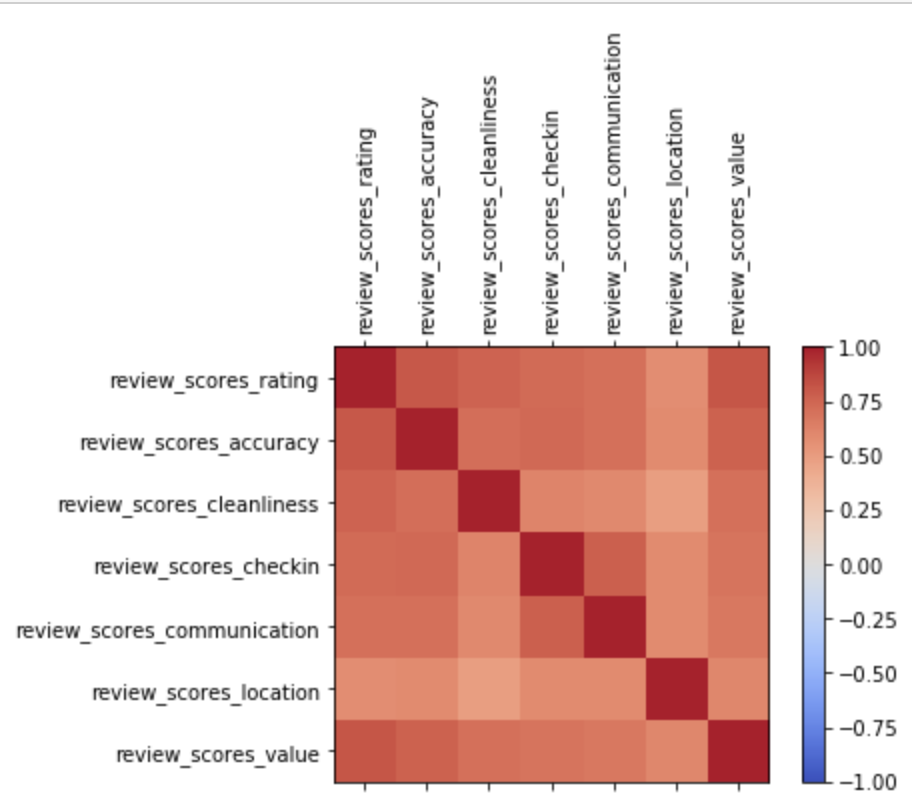 review_scores_rating
review_scores_accuracy
review_scores_cleanliness
review_scores_checkin
review_scores_communication
review_scores_location
review_scores_value
review_scores_rating
review_scores_accuracy
review_scores_cleanliness
review_scores_checkin
review_scores_communication
review_scores_location
review_scores_value
1.00
0.75
0.50
0.25
0.00
−0.25
−0.50
−0.75
−1.00